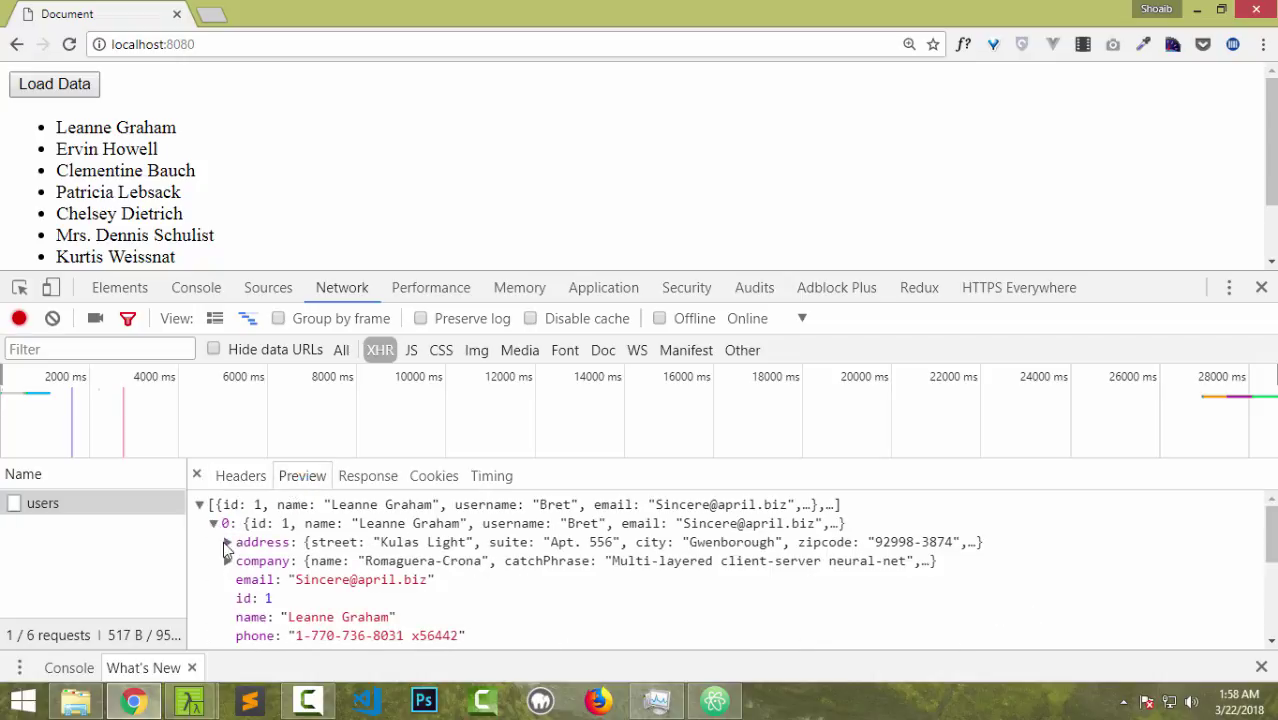 Document
Shoaib
localhost:8080
f?
Load Data
• Leanne Graham
• Ervin Howell
• Clementine Bauch
• Patricia Lebsack
• Chelsey Dietrich
• Mrs. Dennis Schulist
• Kurtis Weissnat
Elements Console Sources Network Performance Memory Application Security Audits Adblock Plus Redux HTTPS Everywhere
View: Group by frame Preserve log Disable cache Offline Online
Filter Hide data URLs All XHR JS CSS Img Media Font Doc WS Manifest Other
2000 ms 4000 ms 6000 ms 8000 ms 10000 ms 12000 ms 14000 ms 16000 ms 18000 ms 20000 ms 22000 ms 24000 ms 26000 ms 28000 ms
Name Headers Preview Response Cookies Timing
users
[{id: 1, name: "Leanne Graham", username: "Bret", email: "Sincere@april.biz",…},…]
0: {id: 1, name: "Leanne Graham", username: "Bret", email: "Sincere@april.biz",…}
address: {street: "Kulas Light", suite: "Apt. 556", city: "Gwenborough", zipcode: "92998-3874",…}
company: {name: "Romaguera-Crona", catchPhrase: "Multi-layered client-server neural-net",…}
email: "Sincere@april.biz"
id: 1
name: "Leanne Graham"
phone: "1-770-736-8031 x56442"
1 / 6 requests | 517 B / 95...
Console What's New
Ps
1:58 AM
3/22/2018